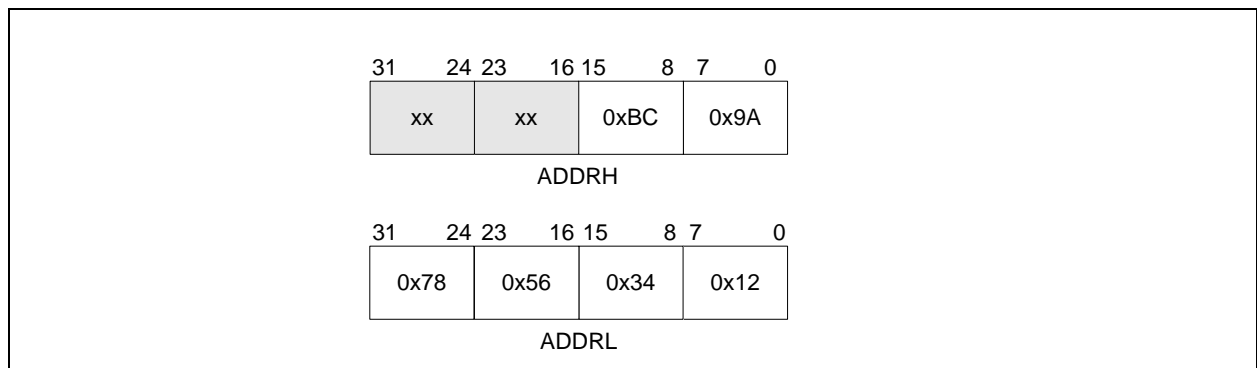 31 24 23 16 15 8 7 0
xx xx 0xBC 0x9A
ADDRH
31 24 23 16 15 8 7 0
0x78 0x56 0x34 0x12
ADDRL